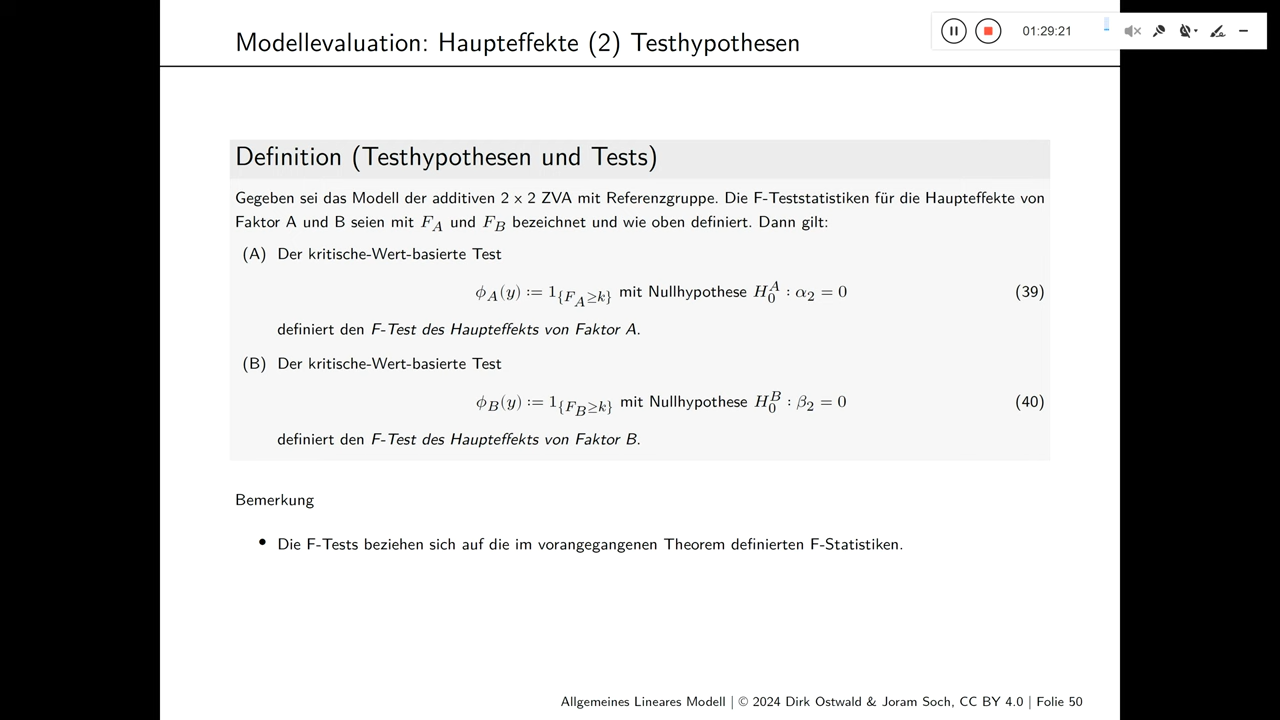 Modellevaluation: Haupteffekte (2) Testhypothesen
01:29:21
Definition (Testhypothesen und Tests)
Gegeben sei das Modell der additiven 2 × 2 ZVA mit Referenzgruppe. Die F-Teststatistiken für die Haupteffekte von
Faktor A und B seien mit F_A und F_B bezeichnet und wie oben definiert. Dann gilt:
(A) Der kritische-Wert-basierte Test
ϕ_A(y) := 1_{F_A≥k} mit Nullhypothese H_0^A : α_2 = 0 (39)
definiert den F-Test des Haupteffekts von Faktor A.
(B) Der kritische-Wert-basierte Test
ϕ_B(y) := 1_{F_B≥k} mit Nullhypothese H_0^B : β_2 = 0 (40)
definiert den F-Test des Haupteffekts von Faktor B.
Bemerkung
• Die F-Tests beziehen sich auf die im vorangegangenen Theorem definierten F-Statistiken.
Allgemeines Lineares Modell | © 2024 Dirk Ostwald & Joram Soch, CC BY 4.0 | Folie 50